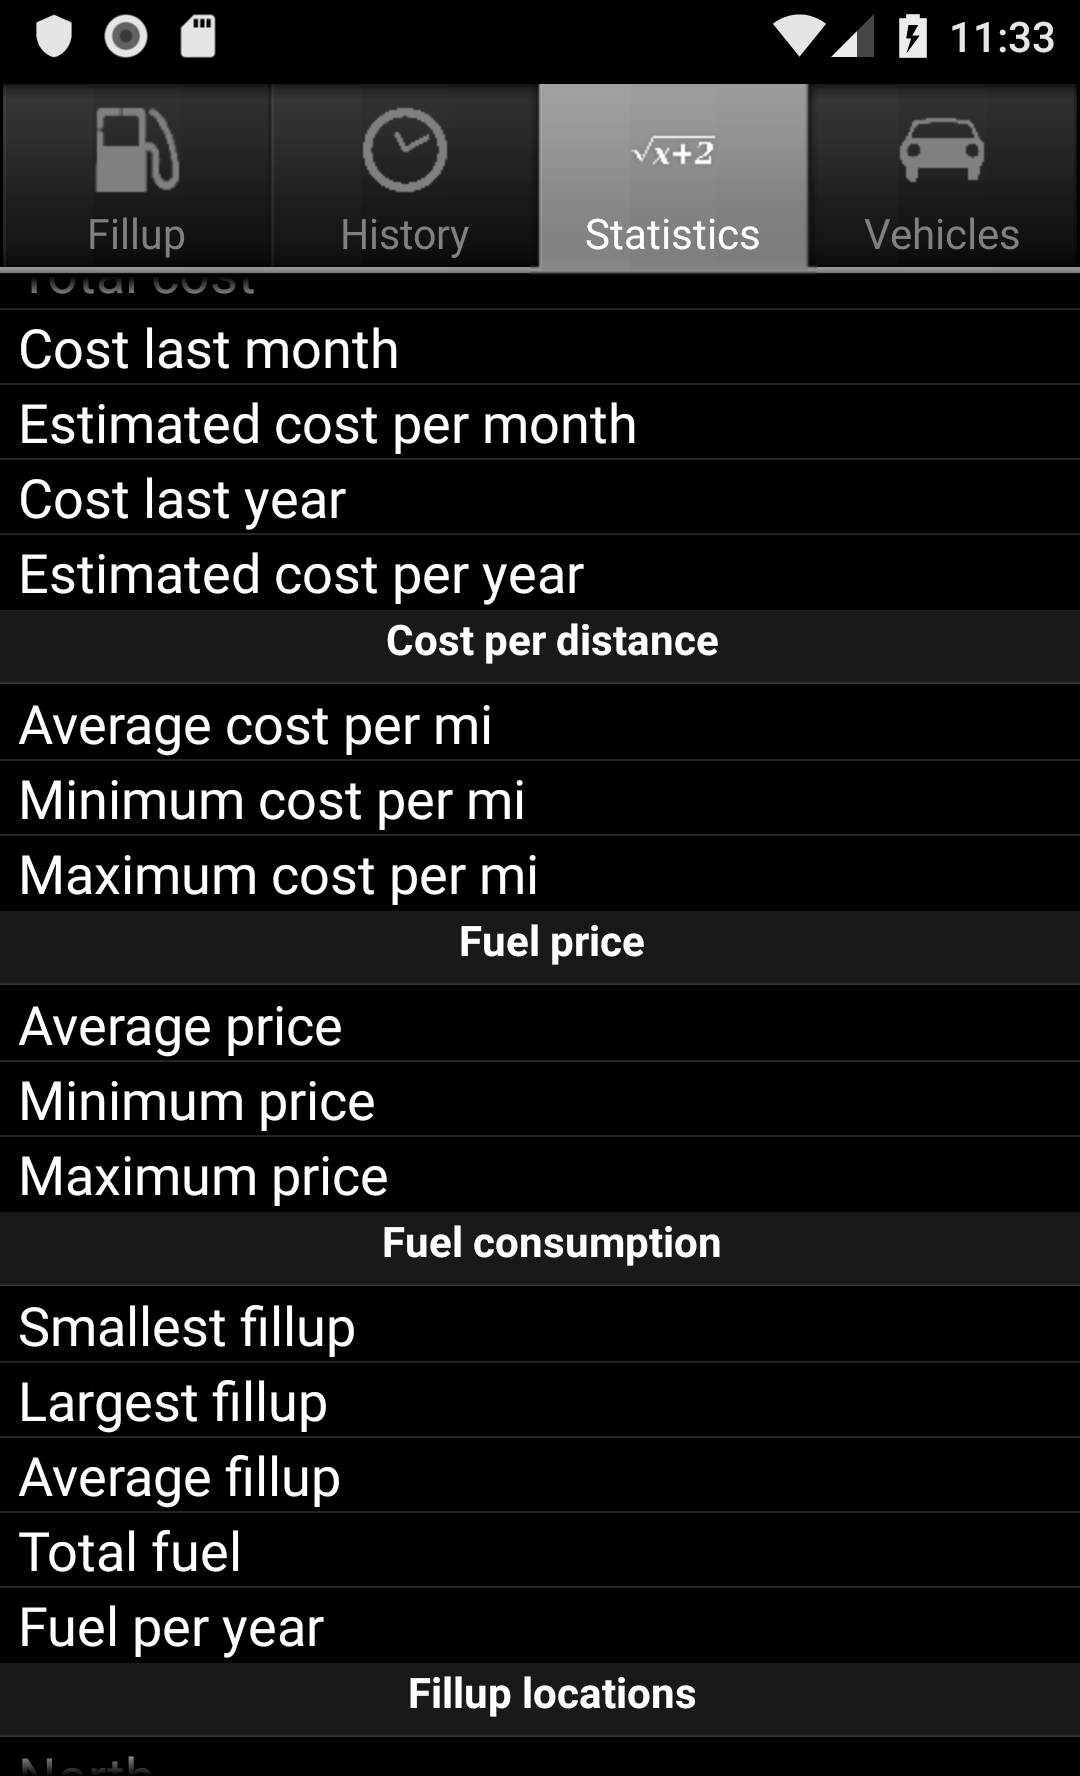 11:33
√x+2
Fillup
History
Statistics
Vehicles
Total cost
Cost last month
Estimated cost per month
Cost last year
Estimated cost per year
Cost per distance
Average cost per mi
Minimum cost per mi
Maximum cost per mi
Fuel price
Average price
Minimum price
Maximum price
Fuel consumption
Smallest fillup
Largest fillup
Average fillup
Total fuel
Fuel per year
Fillup locations
North